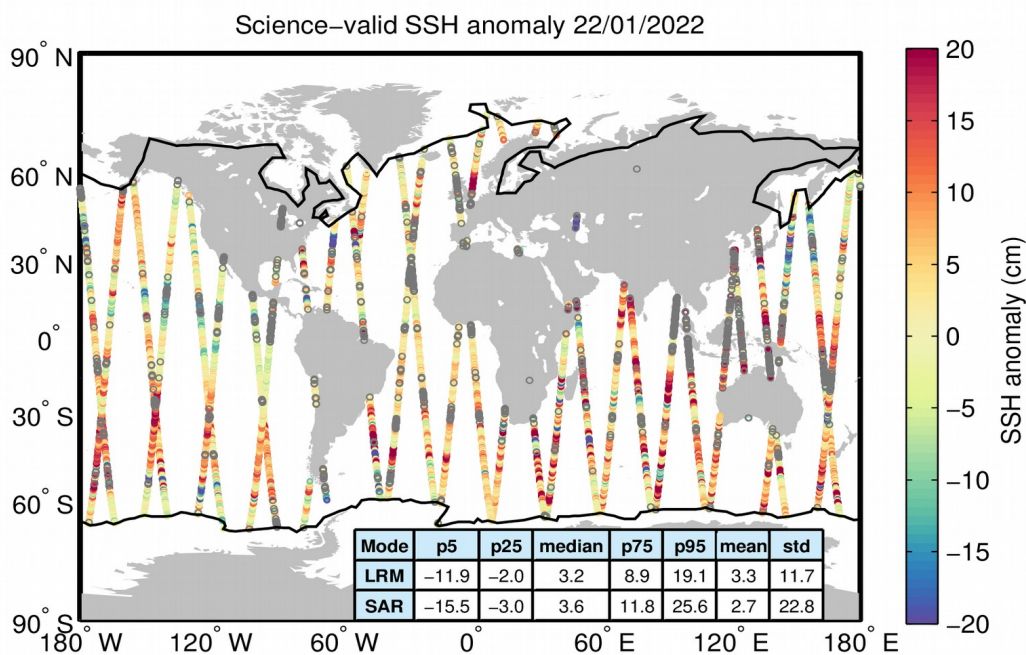 Science−valid SSH anomaly 22/01/2022
90° N
60° N
30° N
0°
30° S
60° S
90° S
180° W
120° W
60° W
0°
60° E
120° E
180° E
Mode p5 p25 median p75 p95 mean std
LRM −11.9 −2.0 3.2 8.9 19.1 3.3 11.7
SAR −15.5 −3.0 3.6 11.8 25.6 2.7 22.8
20
15
10
5
0
−5
−10
−15
−20
SSH anomaly (cm)